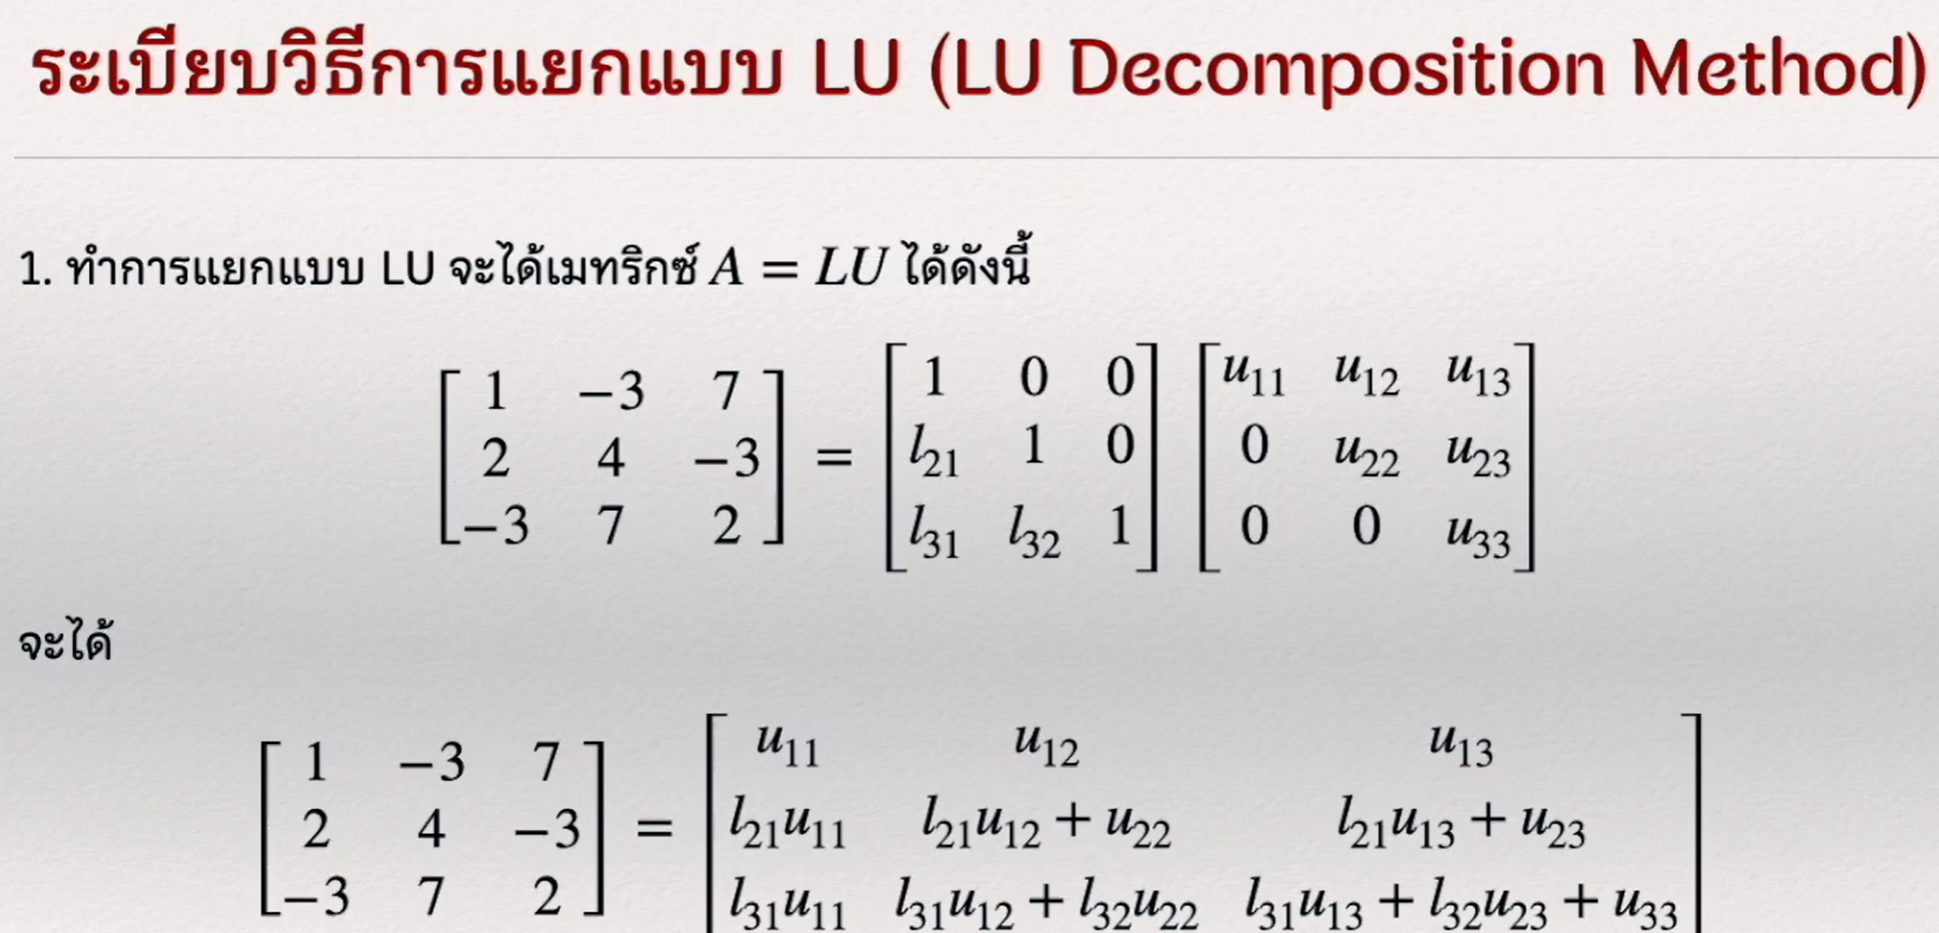 ระเบียบวิธีการแยกแบบ LU (LU Decomposition Method)
1. ทำการแยกแบบ LU จะได้เมทริกซ์ A = LU ได้ดังนี้
[1 −3 7; 2 4 −3; −3 7 2] = [1 0 0; l₂₁ 1 0; l₃₁ l₃₂ 1] [u₁₁ u₁₂ u₁₃; 0 u₂₂ u₂₃; 0 0 u₃₃]
จะได้
[1 −3 7; 2 4 −3; −3 7 2] = [u₁₁ u₁₂ u₁₃; l₂₁u₁₁ l₂₁u₁₂ + u₂₂ l₂₁u₁₃ + u₂₃; l₃₁u₁₁ l₃₁u₁₂ + l₃₂u₂₂ l₃₁u₁₃ + l₃₂u₂₃ + u₃₃]